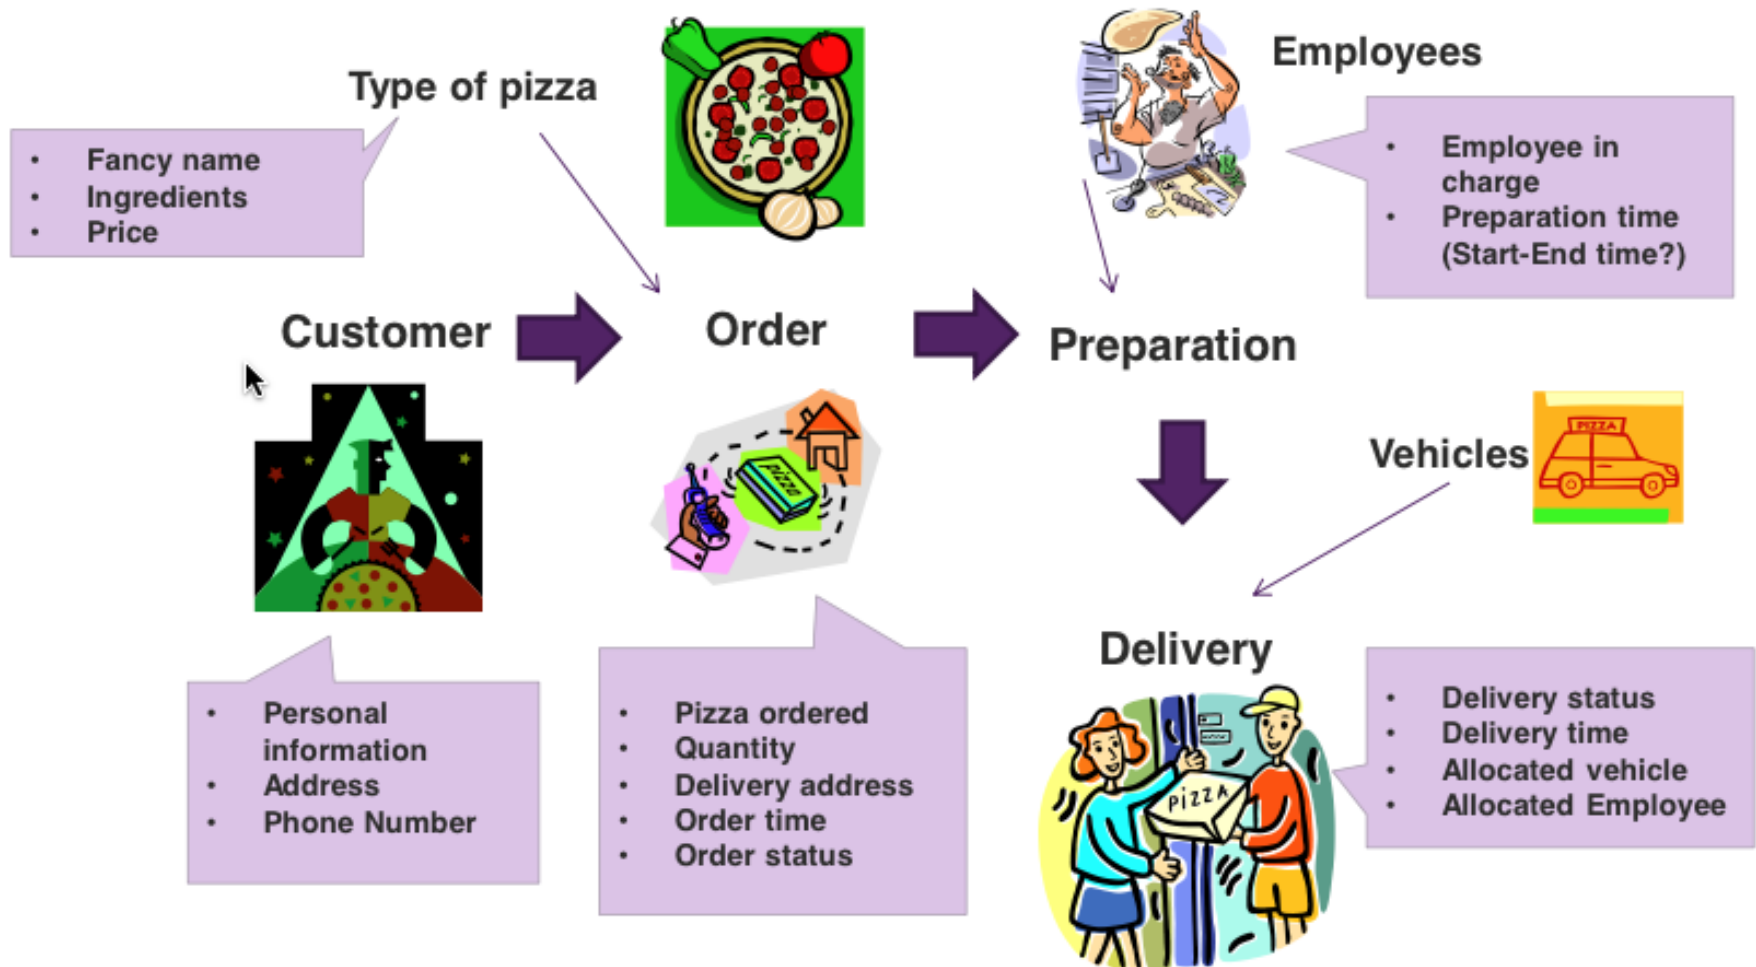 Type of pizza
• Fancy name
• Ingredients
• Price
Employees
• Employee in
charge
• Preparation time
(Start-End time?)
Customer
Order
Preparation
• Personal
information
• Address
• Phone Number
pizza
• Pizza ordered
• Quantity
• Delivery address
• Order time
• Order status
Vehicles
PIZZA
Delivery
PiZZA
• Delivery status
• Delivery time
• Allocated vehicle
• Allocated Employee